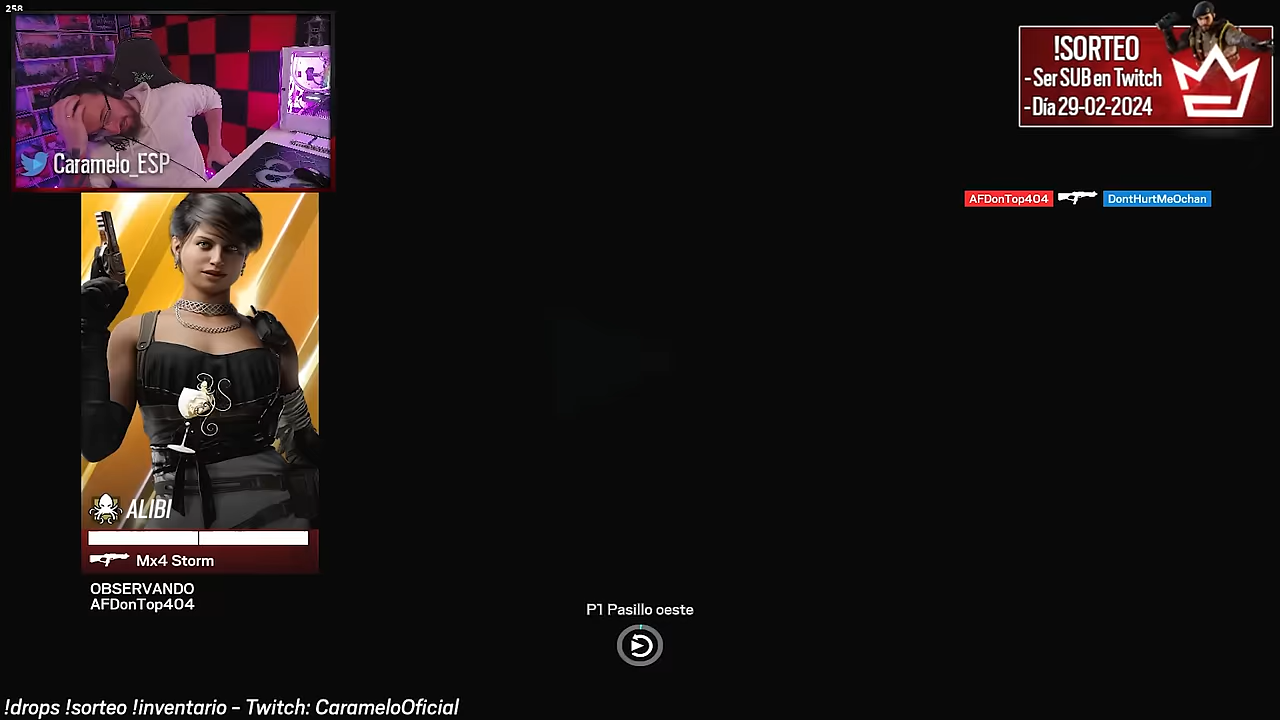 258
Caramelo_ESP
!SORTEO
- Ser SUB en Twitch
- Día 29-02-2024
AFDonTop404 DontHurtMeOchan
ALIBI
Mx4 Storm
OBSERVANDO
AFDonTop404
P1 Pasillo oeste
!drops !sorteo !inventario - Twitch: CarameloOficial